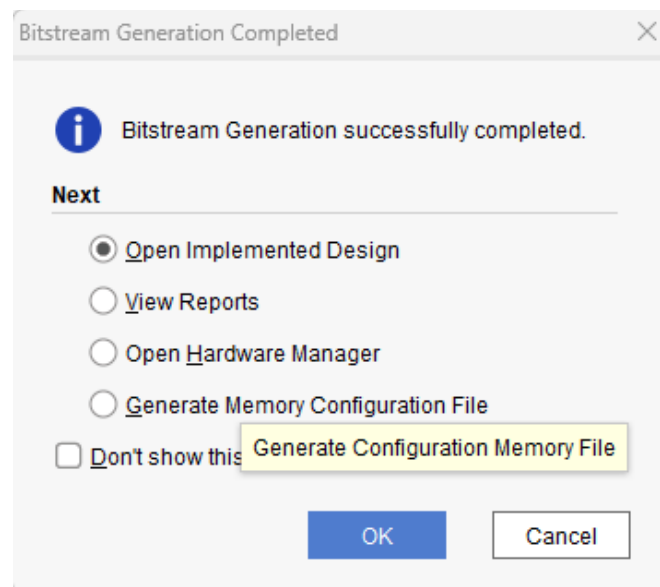 Bitstream Generation Completed
Bitstream Generation successfully completed.
Next
Open Implemented Design
View Reports
Open Hardware Manager
Generate Memory Configuration File
Don't show this
Generate Configuration Memory File
OK
Cancel